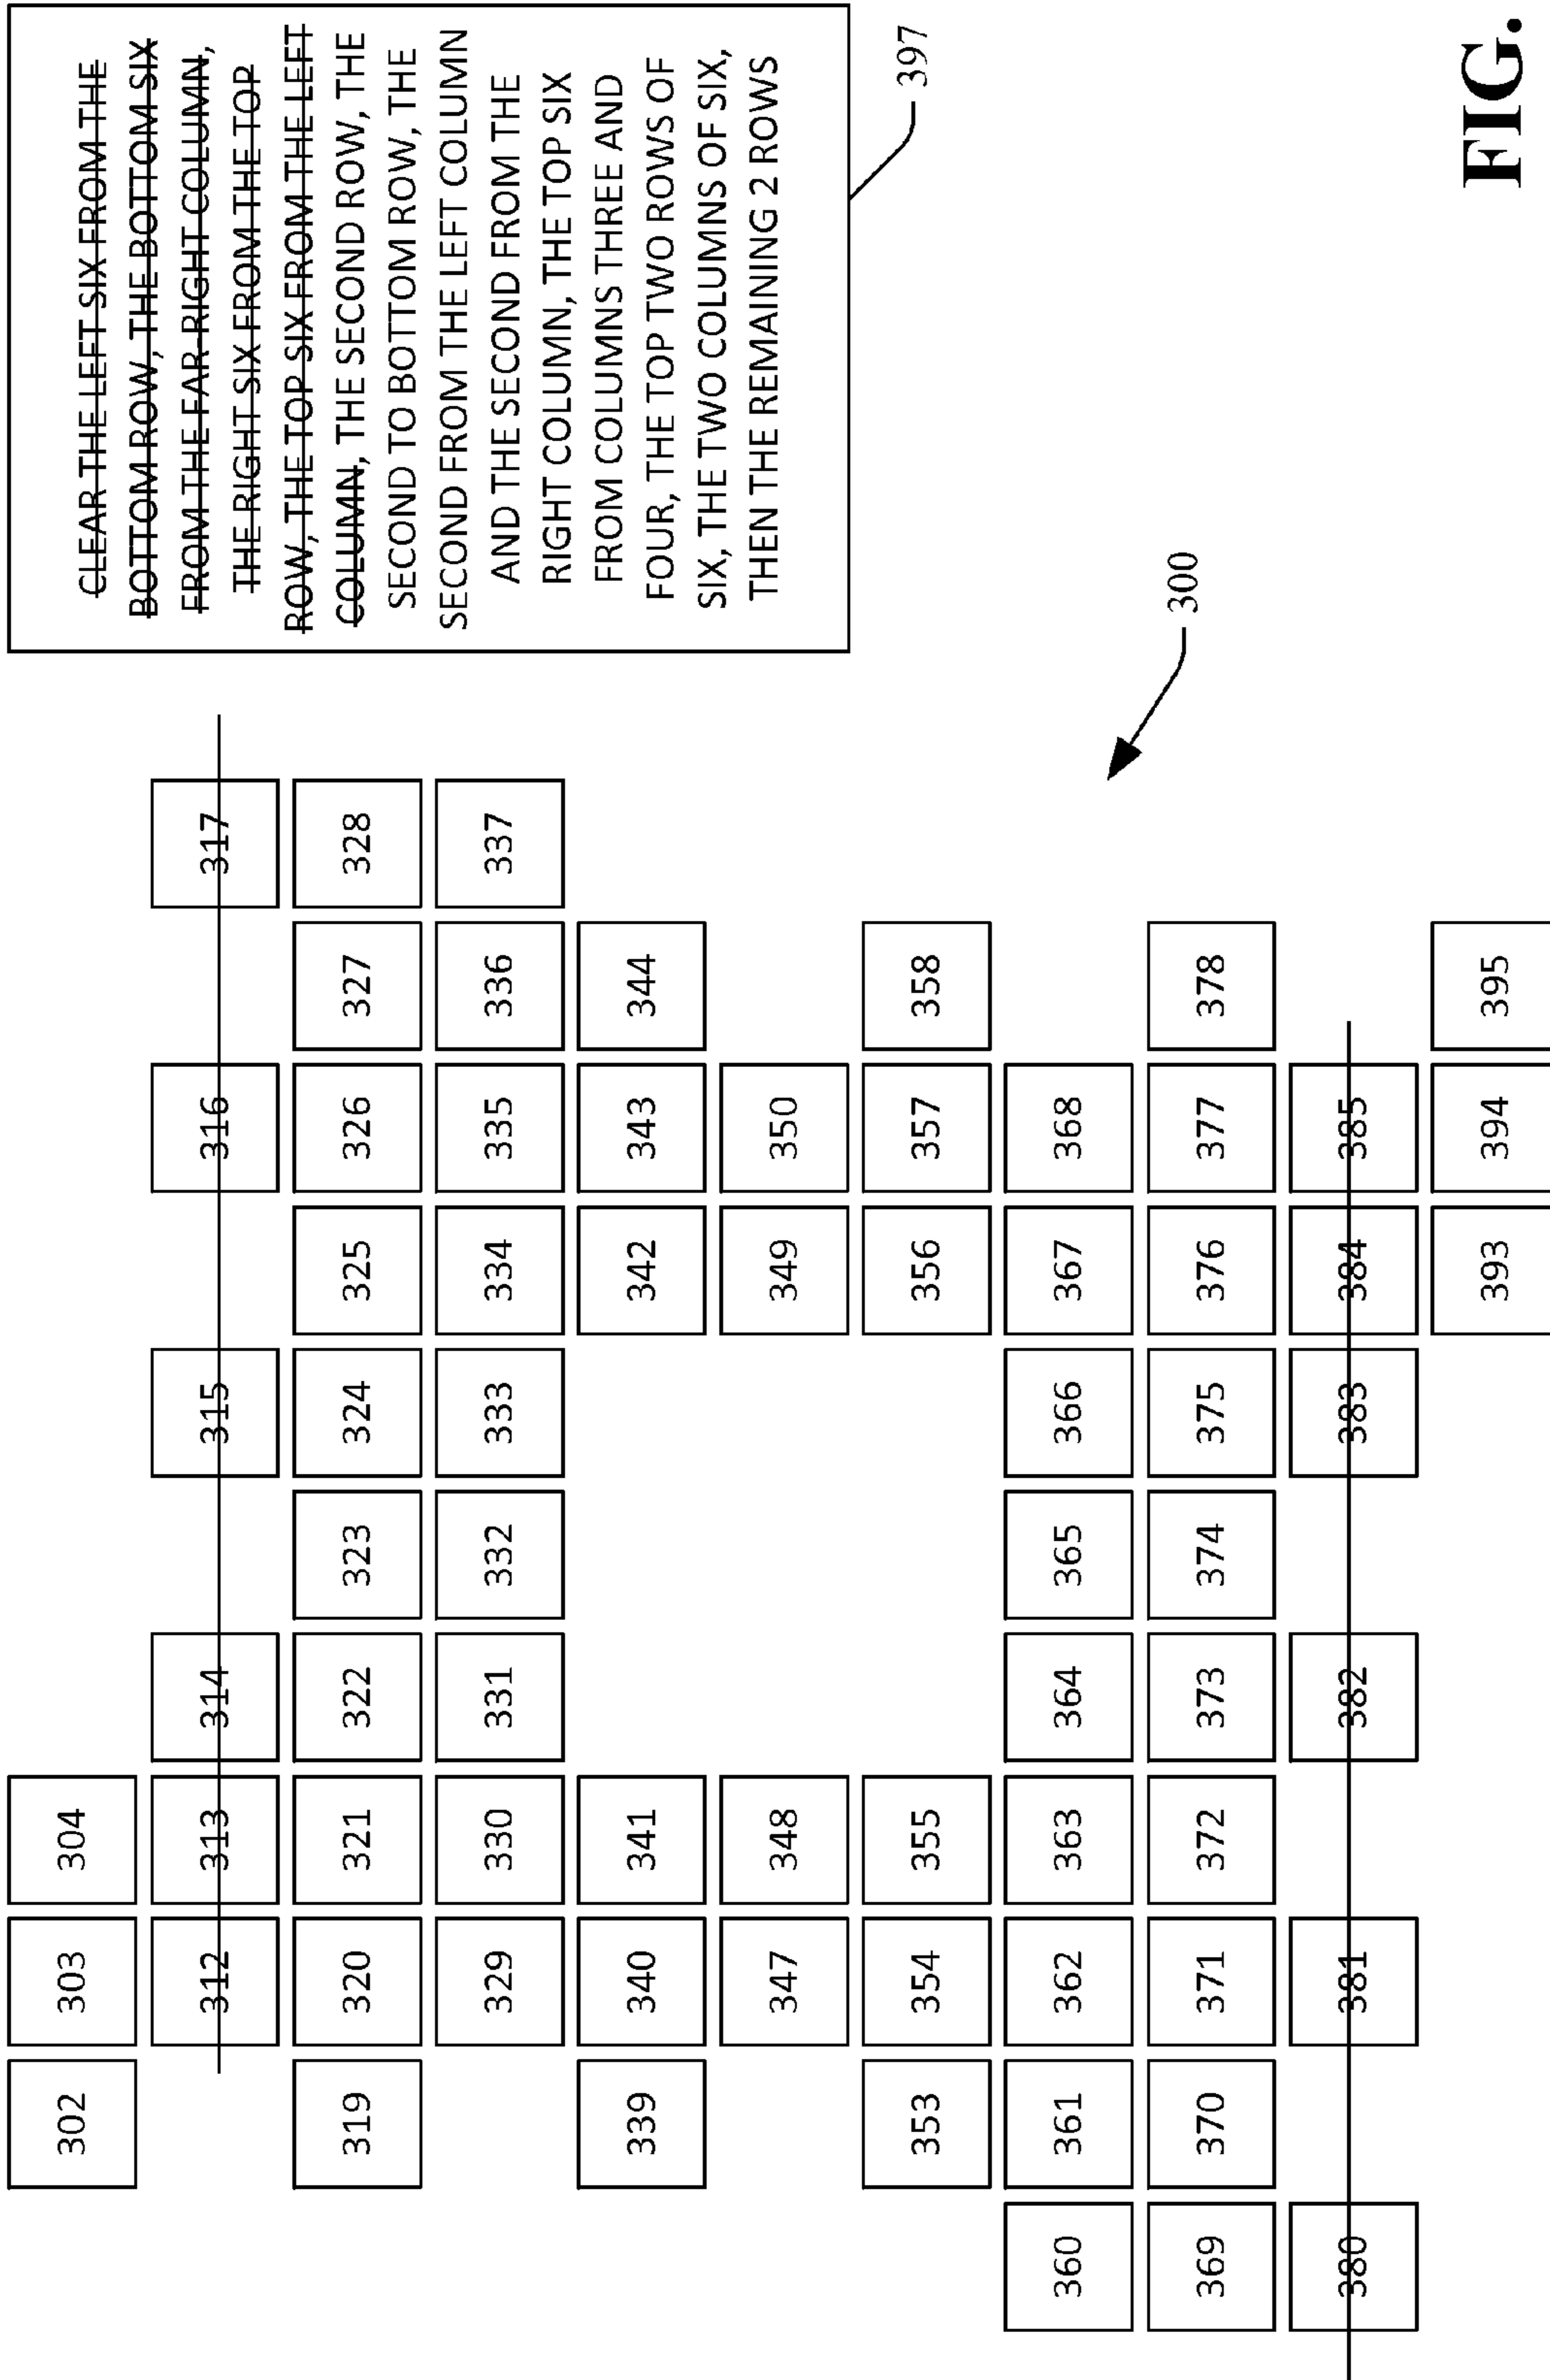 302 303 304
312 313 314 315 316 317
319 320 321 322 323 324 325 326 327 328
329 330 331 332 333 334 335 336 337
339 340 341 342 343 344
347 348 349 350
353 354 355 356 357 358
360 361 362 363 364 365 366 367 368
369 370 371 372 373 374 375 376 377 378
380 381 382 383 384 385
393 394 395
CLEAR THE LEFT SIX FROM THE
BOTTOM ROW, THE BOTTOM SIX
FROM THE FAR-RIGHT COLUMN,
THE RIGHT SIX FROM THE TOP
ROW, THE TOP SIX FROM THE LEFT
COLUMN, THE SECOND ROW, THE
SECOND TO BOTTOM ROW, THE
SECOND FROM THE LEFT COLUMN
AND THE SECOND FROM THE
RIGHT COLUMN, THE TOP SIX
FROM COLUMNS THREE AND
FOUR, THE TOP TWO ROWS OF
SIX, THE TWO COLUMNS OF SIX,
THEN THE REMAINING 2 ROWS
397
300
FIG.